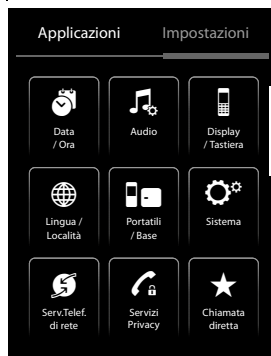 Applicazioni Impostazioni
Data Audio Display
/ Ora / Tastiera
Lingua / Portatili Sistema
Località / Base
Serv.Telef. Servizi Chiamata
di rete Privacy diretta